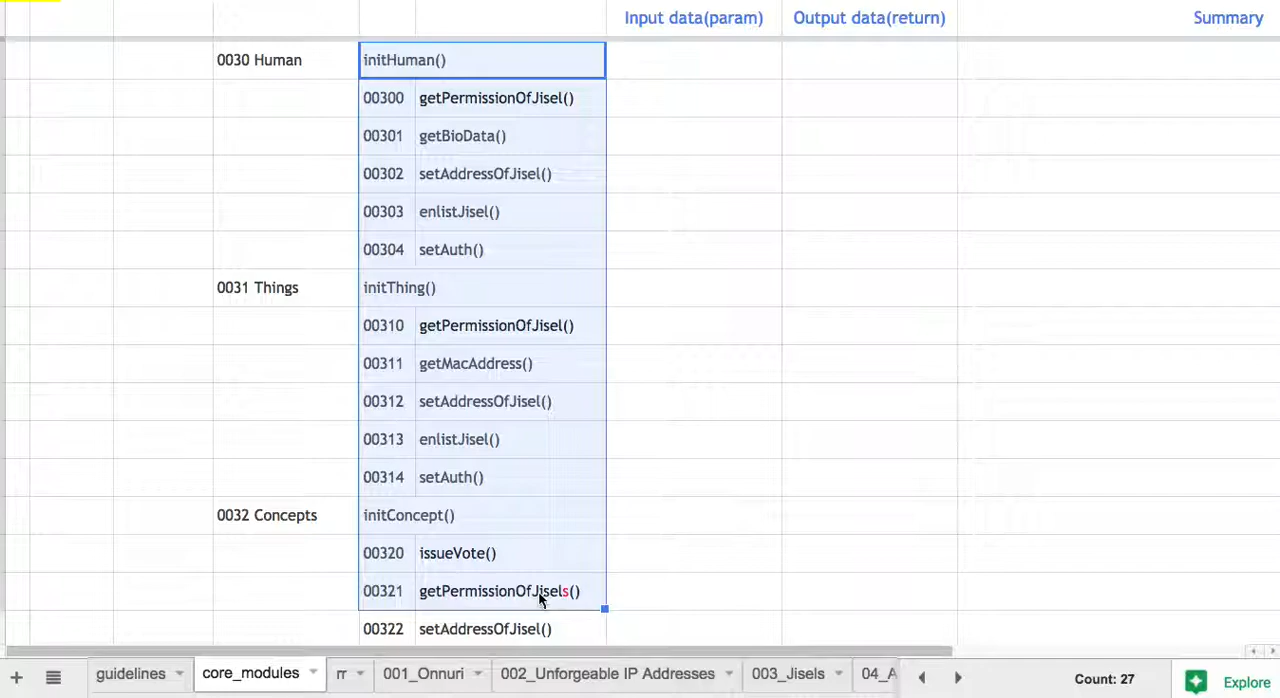 Input data(param) Output data(return) Summary
0030 Human initHuman()
00300 getPermissionOfJisel()
00301 getBioData()
00302 setAddressOfJisel()
00303 enlistJisel()
00304 setAuth()
0031 Things initThing()
00310 getPermissionOfJisel()
00311 getMacAddress()
00312 setAddressOfJisel()
00313 enlistJisel()
00314 setAuth()
0032 Concepts initConcept()
00320 issueVote()
00321 getPermissionOfJisels()
00322 setAddressOfJisel()
guidelines core_modules 001_Onnuri 002_Unforgeable IP Addresses 003_Jisels 04_A Count: 27 Explore